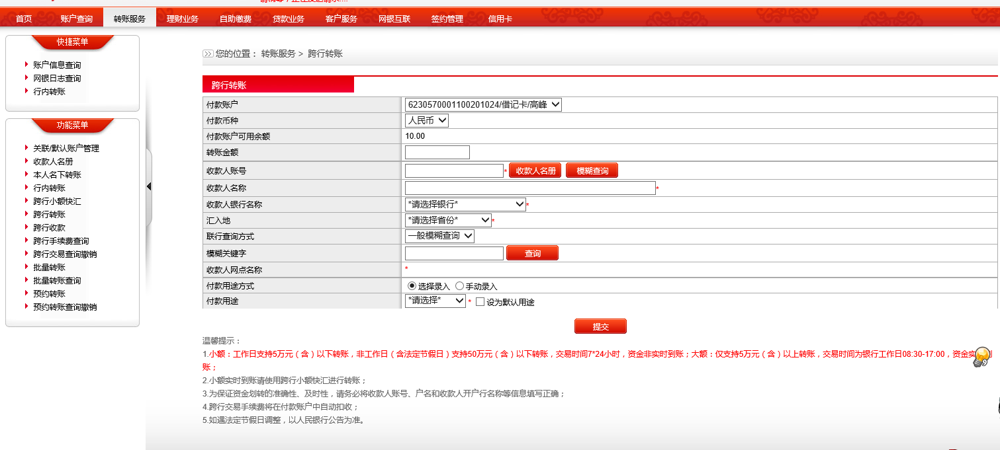 首页 账户查询 转账服务 理财业务 自助缴费 贷款业务 客户服务 网银互联 签约管理 信用卡
快捷菜单
账户信息查询
网银日志查询
行内转账
功能菜单
关联/默认账户管理
收款人名册
本人名下转账
行内转账
跨行小额快汇
跨行转账
跨行收款
跨行手续费查询
跨行交易查询撤销
批量转账
批量转账查询
预约转账
预约转账查询撤销
您的位置： 转账服务 > 跨行转账
跨行转账
付款账户 6230570001100201024/借记卡/高峰
付款币种 人民币
付款账户可用余额 10.00
转账金额
收款人账号 * 收款人名册 模糊查询
收款人名称 *
收款人银行名称 *请选择银行* *
汇入地 *请选择省份* *
联行查询方式 一般模糊查询
模糊关键字 查询
收款人网点名称 *
付款用途方式 选择录入 手动录入
付款用途 *请选择* * 设为默认用途
提交
温馨提示：
1.小额：工作日支持5万元（含）以下转账，非工作日（含法定节假日）支持50万元（含）以下转账，交易时间7*24小时，资金非实时到账；大额：仅支持5万元（含）以上转账，交易时间为银行工作日08:30-17:00，资金实
账；
2.小额实时到账请使用跨行小额快汇进行转账；
3.为保证资金划转的准确性、及时性，请务必将收款人账号、户名和收款人开户行名称等信息填写正确；
4.跨行交易手续费将在付款账户中自动扣收；
5.如遇法定节假日调整，以人民银行公告为准。